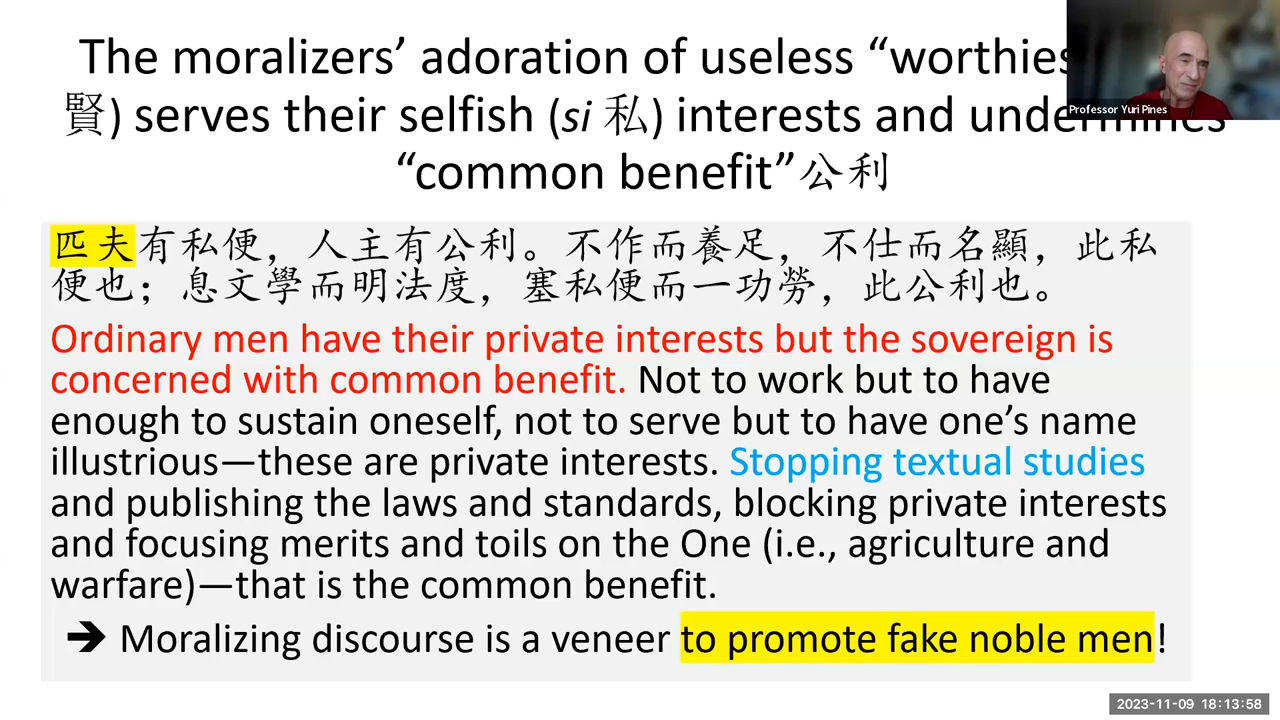 The moralizers’ adoration of useless “worthies
賢) serves their selfish (si 私) interests and undermines
“common benefit”公利
Professor Yuri Pines
匹夫有私便，人主有公利。不作而養足，不仕而名顯，此私
便也；息文學而明法度，塞私便而一功勞，此公利也。
Ordinary men have their private interests but the sovereign is
concerned with common benefit. Not to work but to have
enough to sustain oneself, not to serve but to have one’s name
illustrious—these are private interests. Stopping textual studies
and publishing the laws and standards, blocking private interests
and focusing merits and toils on the One (i.e., agriculture and
warfare)—that is the common benefit.
➔ Moralizing discourse is a veneer to promote fake noble men!
2023-11-09 18:13:58